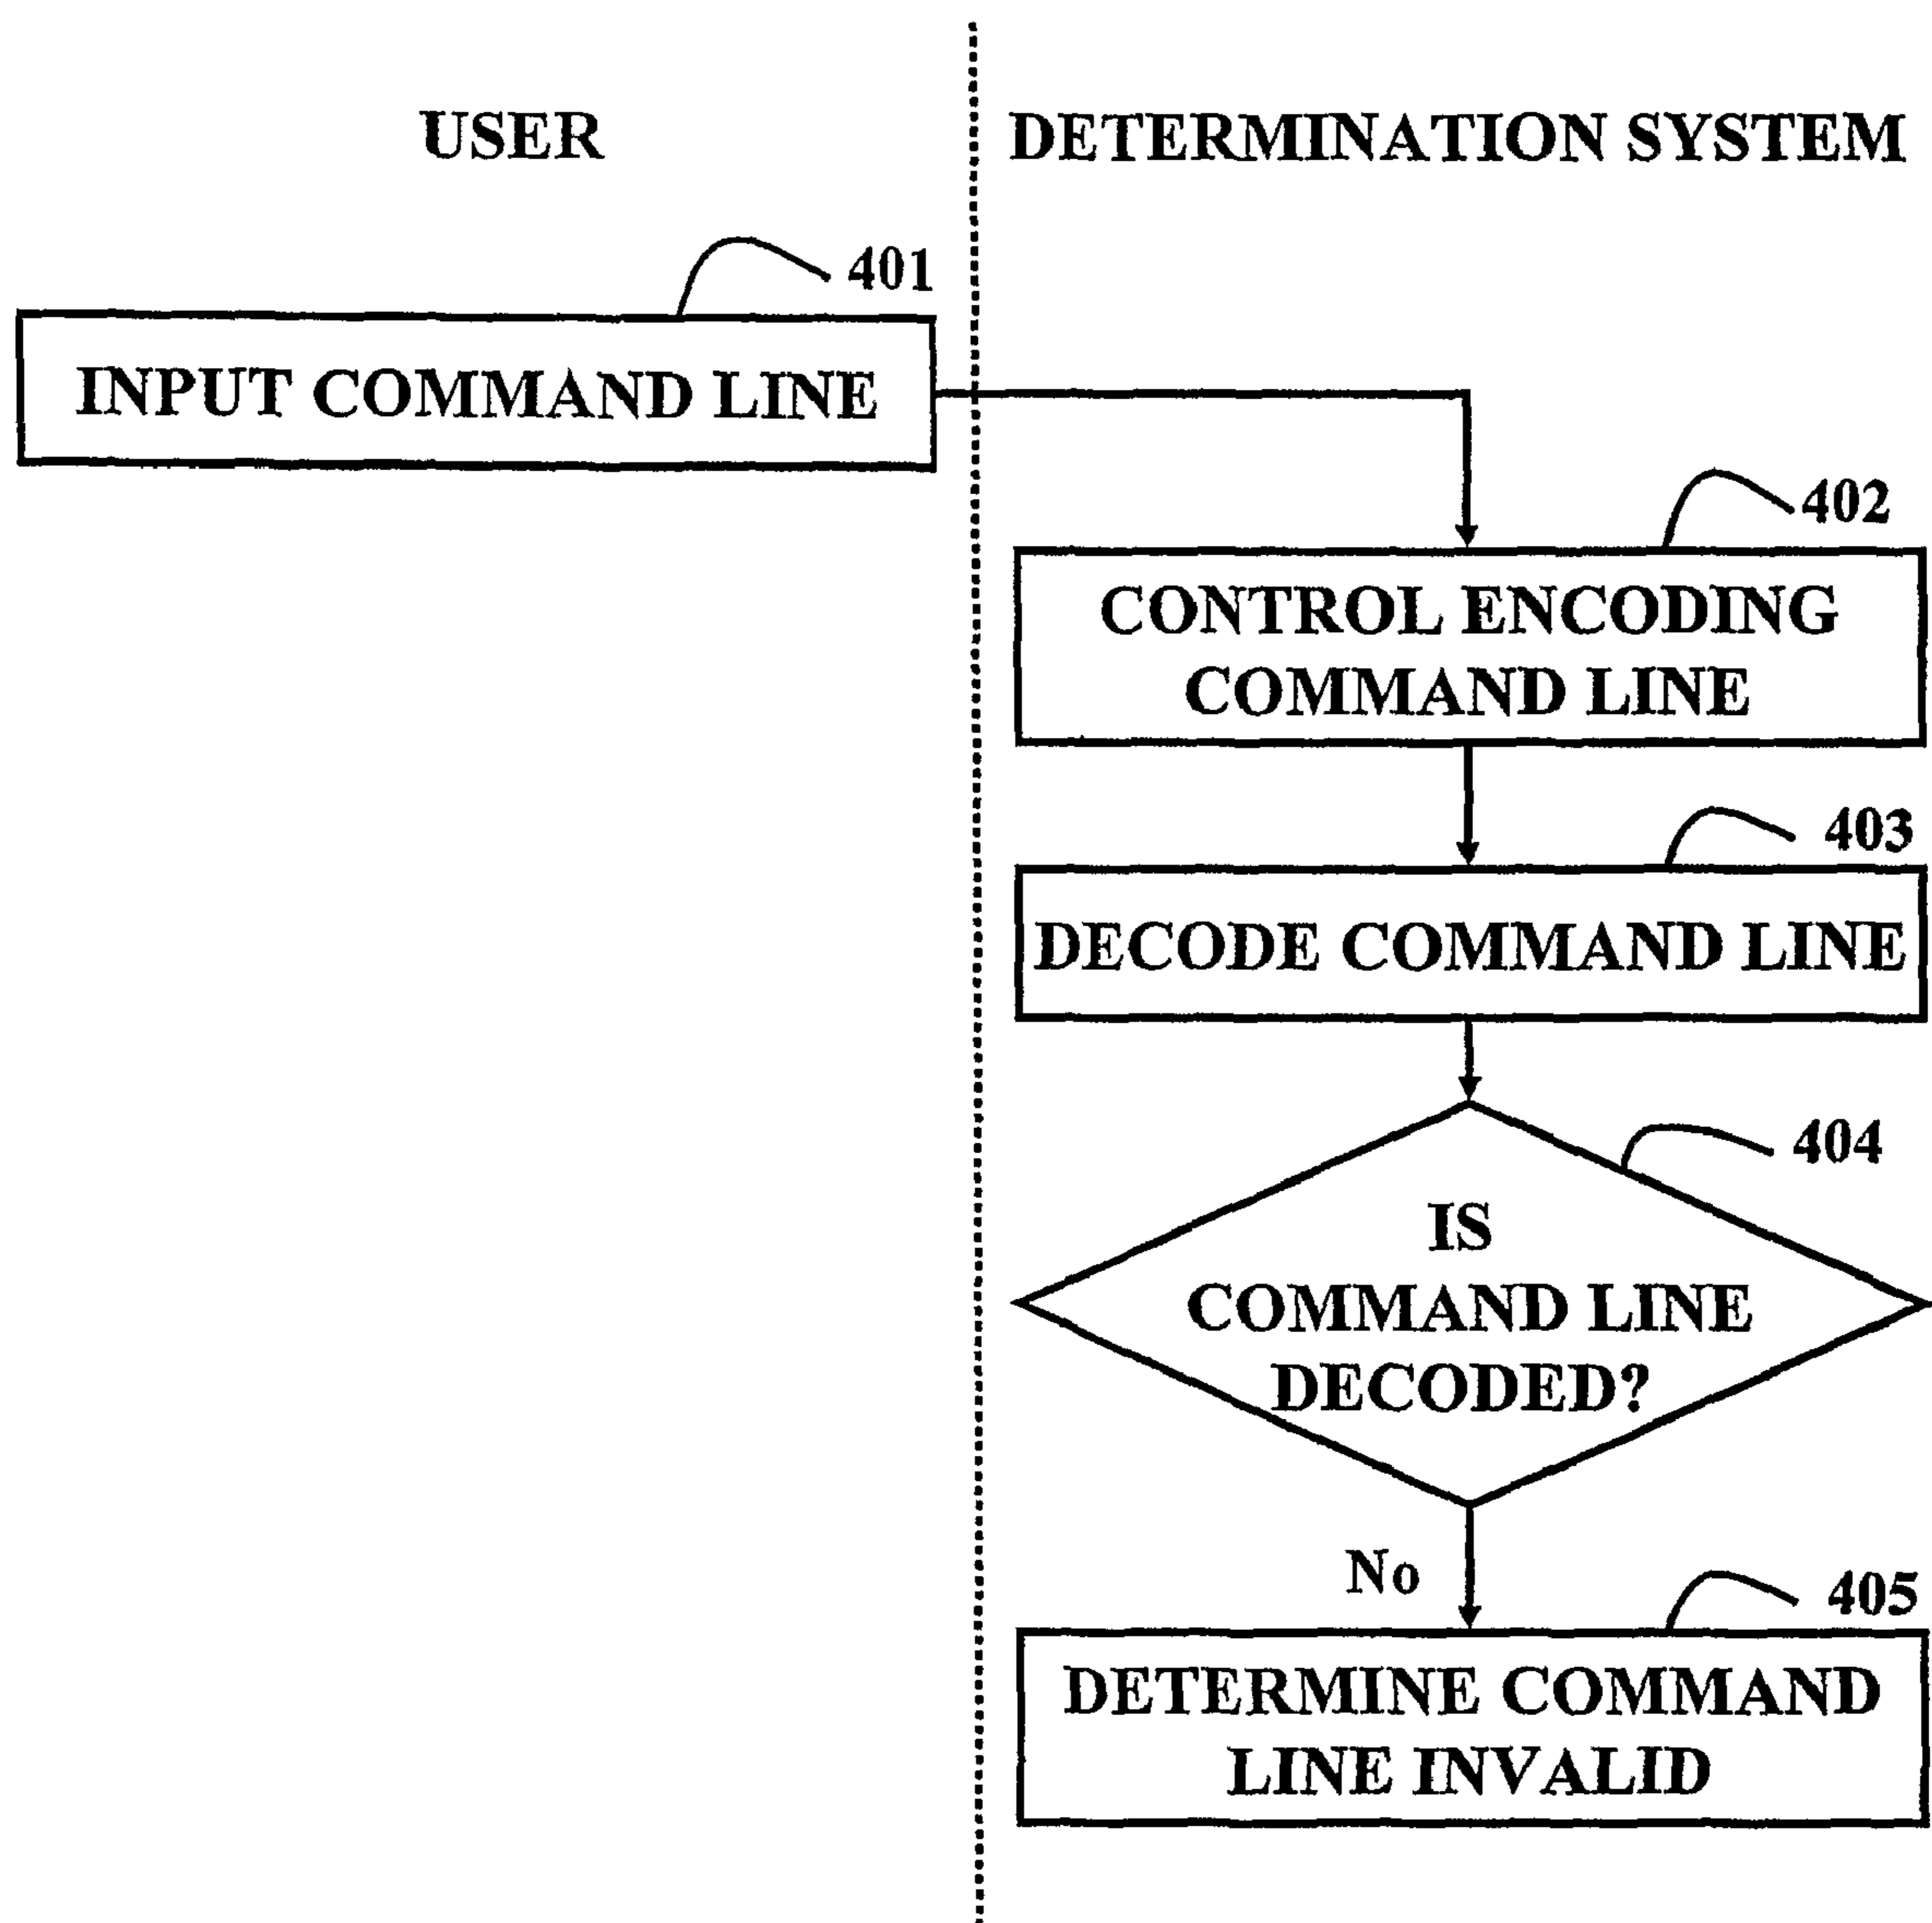 USER
DETERMINATION SYSTEM
401
INPUT COMMAND LINE
402
CONTROL ENCODING
COMMAND LINE
403
DECODE COMMAND LINE
404
IS
COMMAND LINE
DECODED?
No
405
DETERMINE COMMAND
LINE INVALID